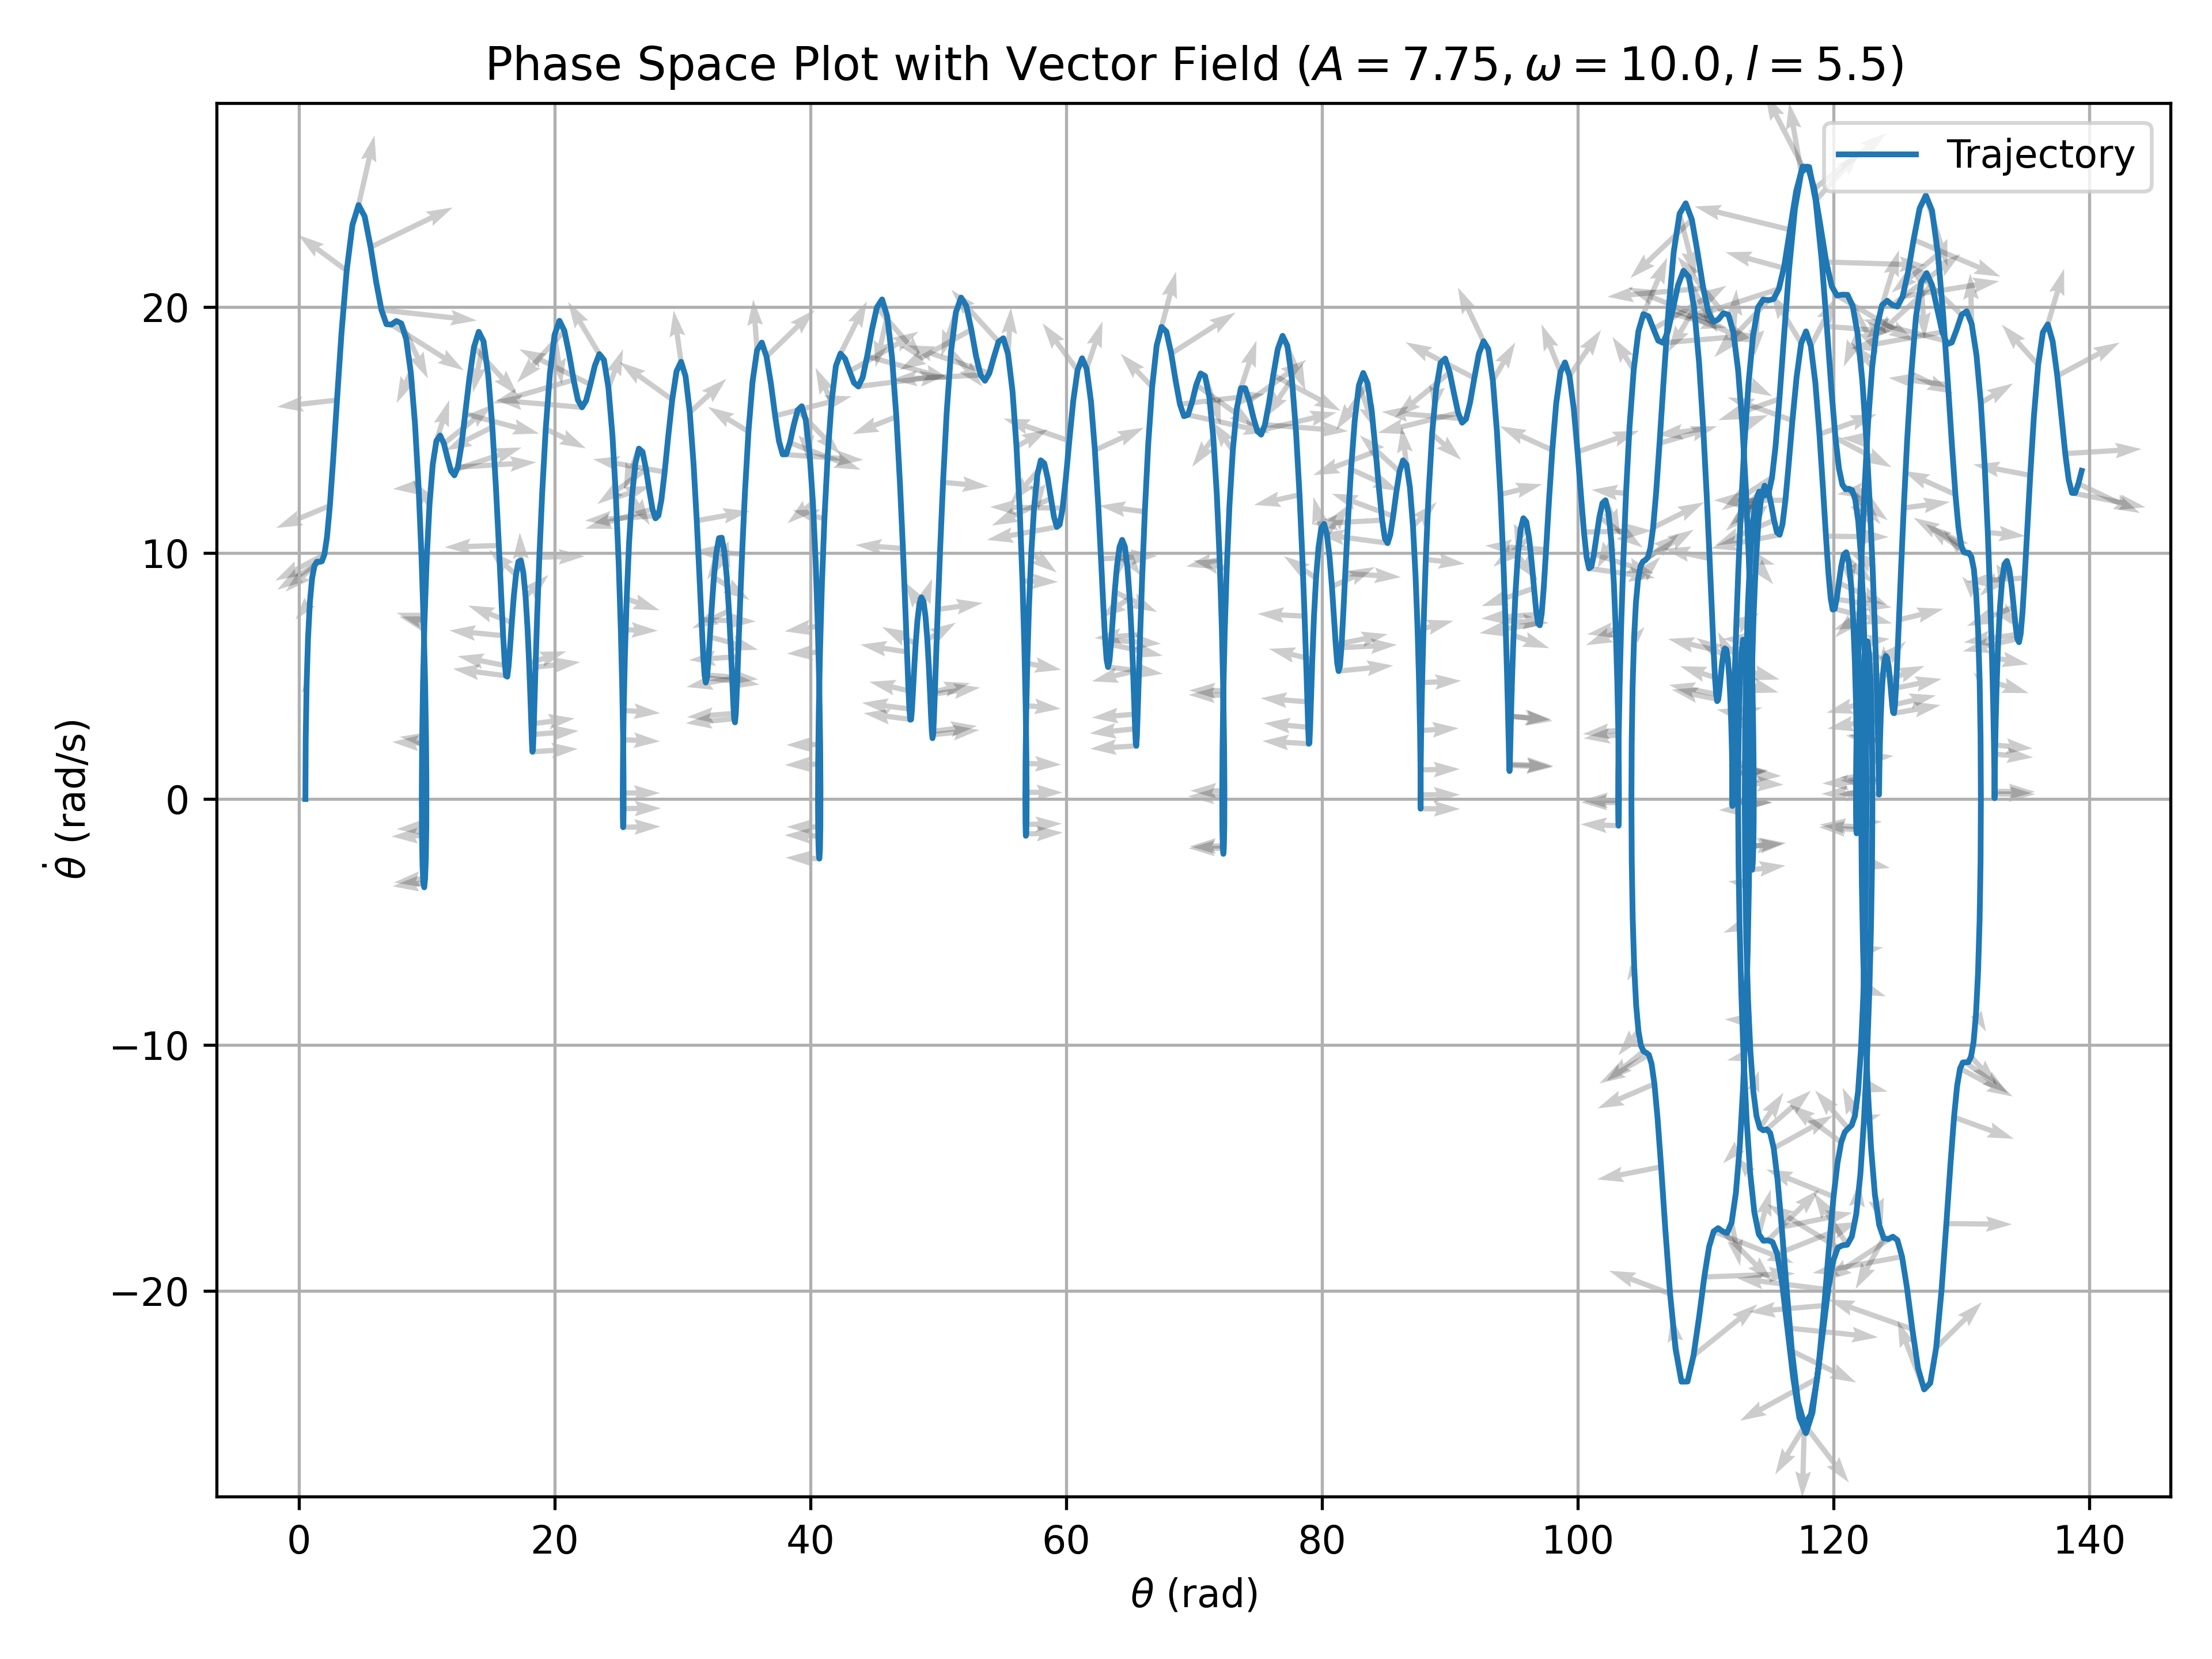 Phase Space Plot with Vector Field (A = 7.75, ω = 10.0, l = 5.5)
Trajectory
20
10
0
−10
−20
θ̇ (rad/s)
0 20 40 60 80 100 120 140
θ (rad)